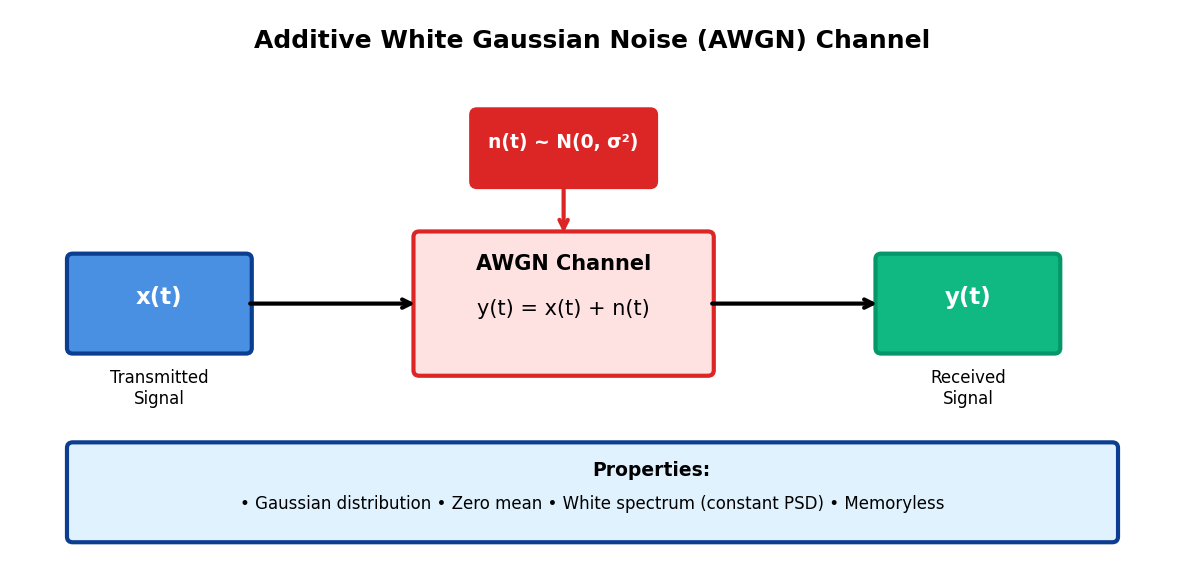 Additive White Gaussian Noise (AWGN) Channel
n(t) ~ N(0, σ²)
AWGN Channel
y(t) = x(t) + n(t)
x(t)
y(t)
Transmitted
Signal
Received
Signal
Properties:
• Gaussian distribution • Zero mean • White spectrum (constant PSD) • Memoryless